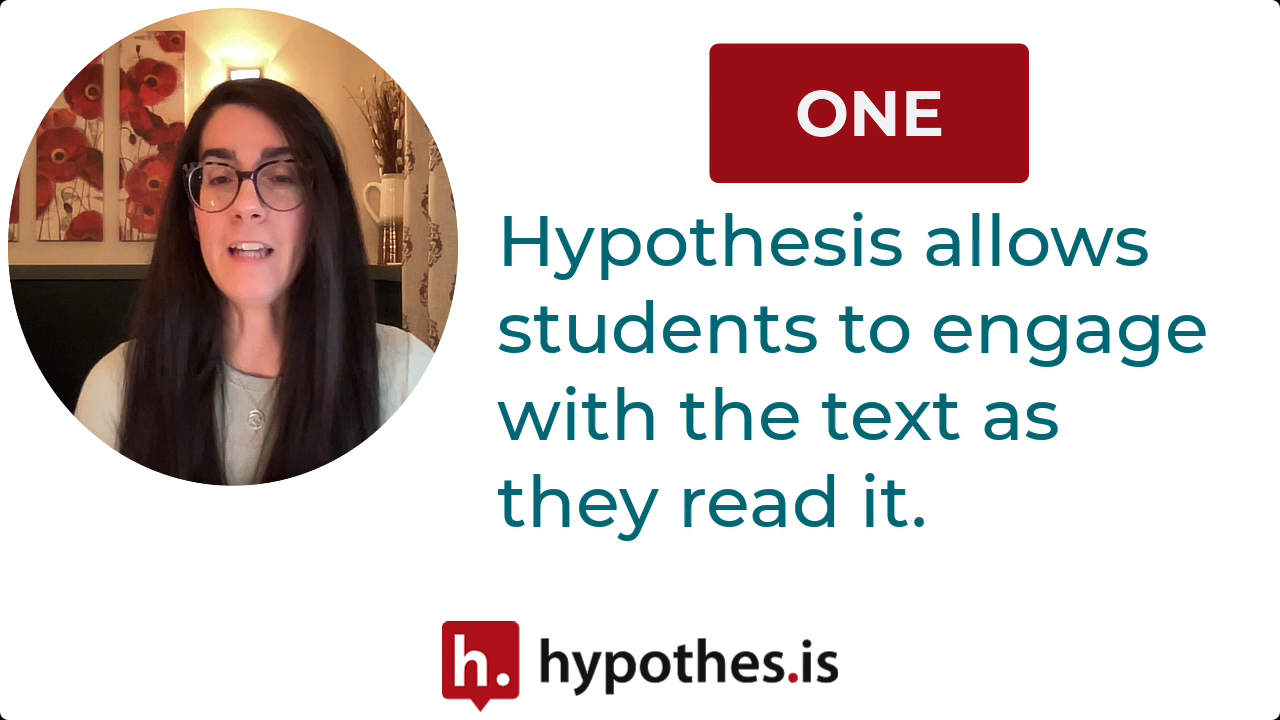 ONE
Hypothesis allows
students to engage
with the text as
they read it.
h. hypothes.is